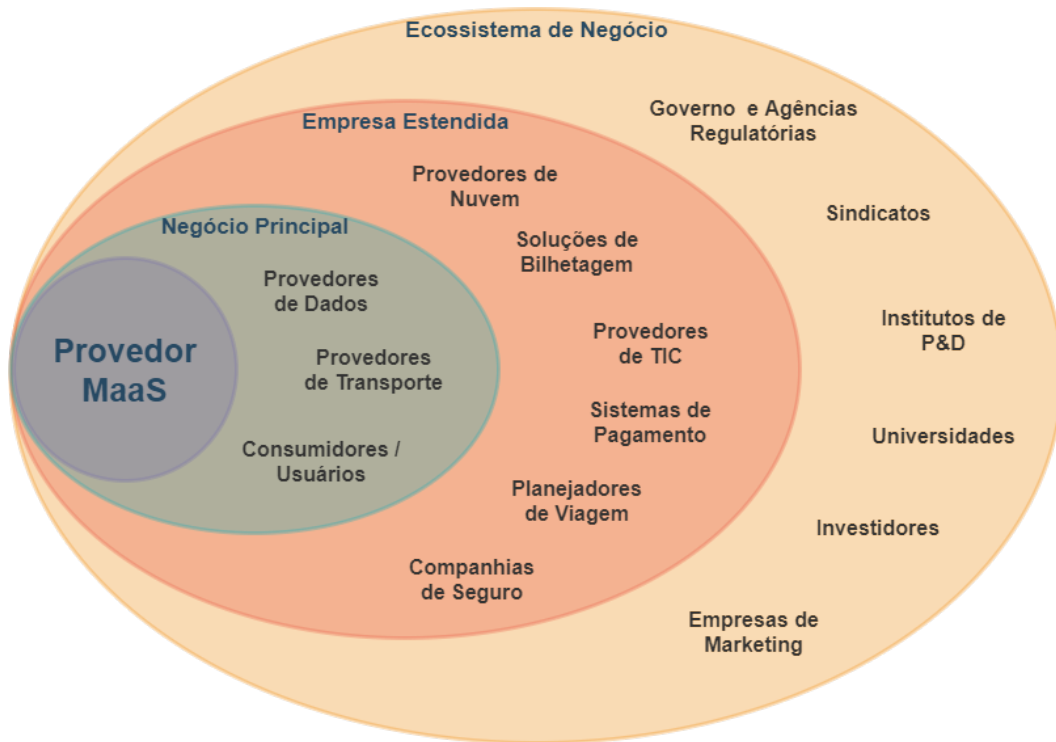 Ecossistema de Negócio
Governo e Agências
Regulatórias
Sindicatos
Institutos de
P&D
Universidades
Investidores
Empresas de
Marketing
Empresa Estendida
Provedores de
Nuvem
Soluções de
Bilhetagem
Provedores
de TIC
Sistemas de
Pagamento
Planejadores
de Viagem
Companhias
de Seguro
Negócio Principal
Provedores
de Dados
Provedores
de Transporte
Consumidores /
Usuários
Provedor
MaaS